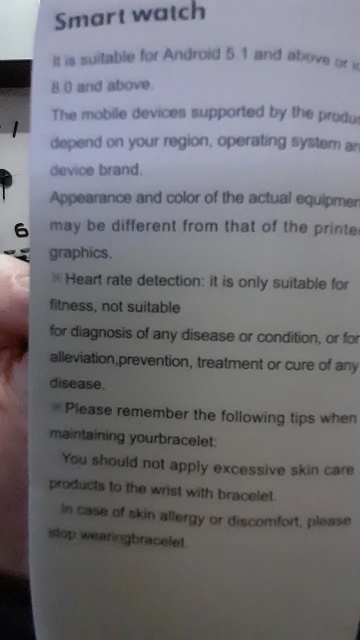 Smart watch
It is suitable for Android 5.1 and above or
8.0 and above.
The mobile devices supported by the
depend on your region, operating system
device brand.
Appearance and color of the actual
may be different from that of the
graphics.
※Heart rate detection: it is only suitable for
fitness, not suitable
for diagnosis of any disease or condition, or for
alleviation,prevention, treatment or cure of any
disease.
※Please remember the following tips when
maintaining yourbracelet:
You should not apply excessive skin care
products to the wrist with bracelet.
In case of skin allergy or discomfort, please
stop wearingbracelet.
6